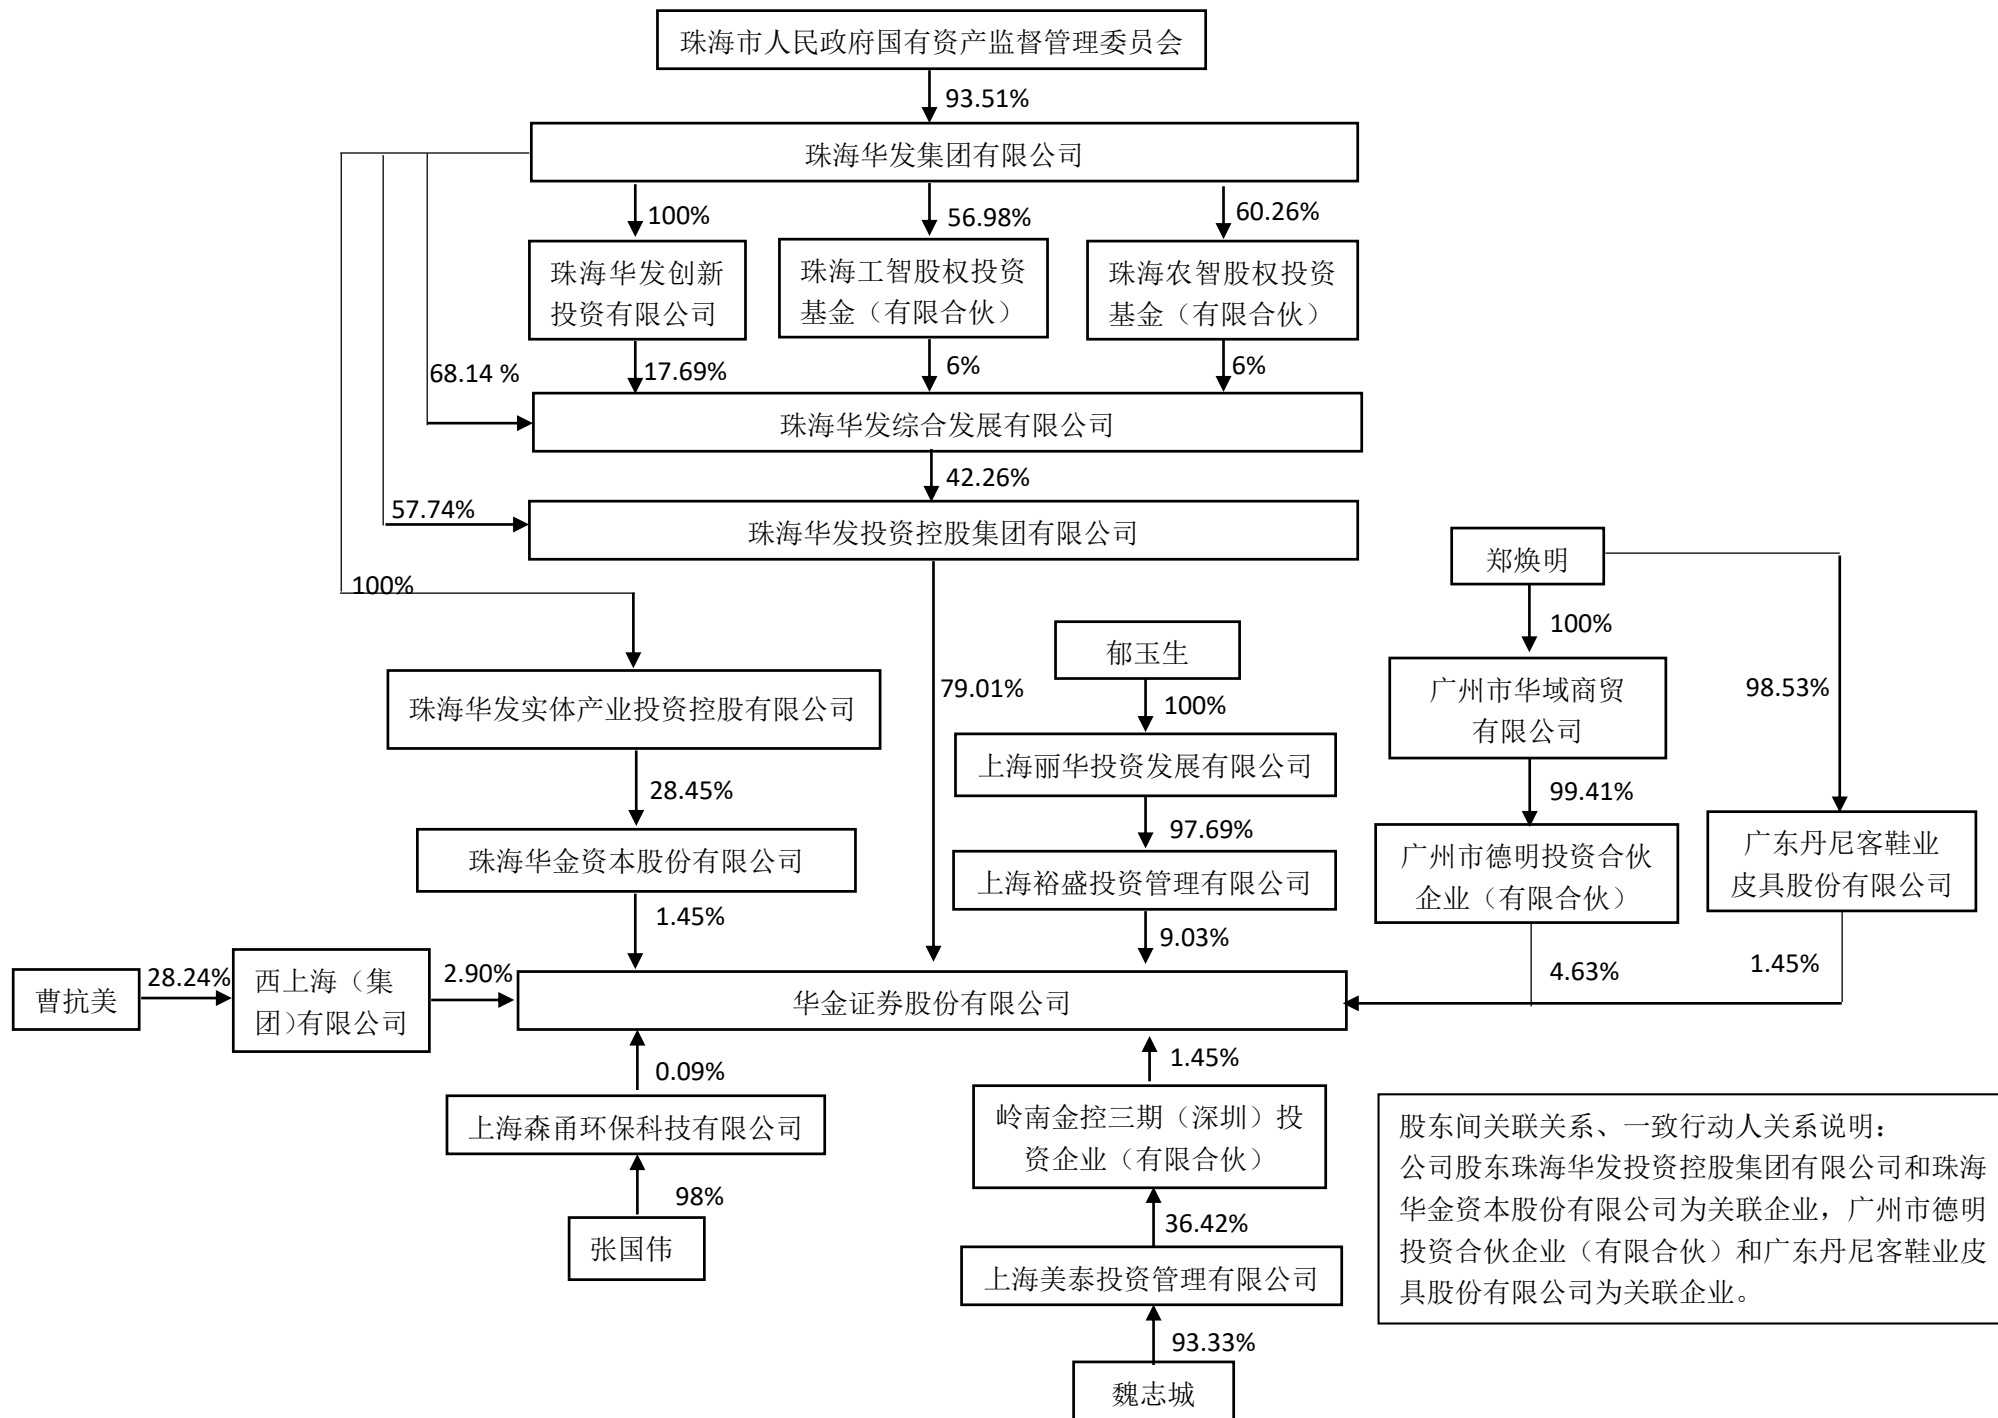 珠海市人民政府国有资产监督管理委员会
93.51%
珠海华发集团有限公司
100%
56.98%
60.26%
珠海华发创新
投资有限公司
珠海工智股权投资
基金（有限合伙）
珠海农智股权投资
基金（有限合伙）
68.14 %
17.69%
6%
6%
珠海华发综合发展有限公司
42.26%
57.74%
珠海华发投资控股集团有限公司
郑焕明
100%
100%
郁玉生
79.01%
98.53%
珠海华发实体产业投资控股有限公司
100%
广州市华域商贸
有限公司
上海丽华投资发展有限公司
28.45%
99.41%
97.69%
珠海华金资本股份有限公司
上海裕盛投资管理有限公司
广州市德明投资合伙
企业（有限合伙）
广东丹尼客鞋业
皮具股份有限公司
1.45%
9.03%
4.63%
1.45%
曹抗美
28.24%
西上海（集
团）有限公司
2.90%
华金证券股份有限公司
0.09%
1.45%
上海森甬环保科技有限公司
岭南金控三期（深圳）投
资企业（有限合伙）
98%
36.42%
张国伟
上海美泰投资管理有限公司
93.33%
魏志城
股东间关联关系、一致行动人关系说明：
公司股东珠海华发投资控股集团有限公司和珠海
华金资本股份有限公司为关联企业，广州市德明
投资合伙企业（有限合伙）和广东丹尼客鞋业皮
具股份有限公司为关联企业。